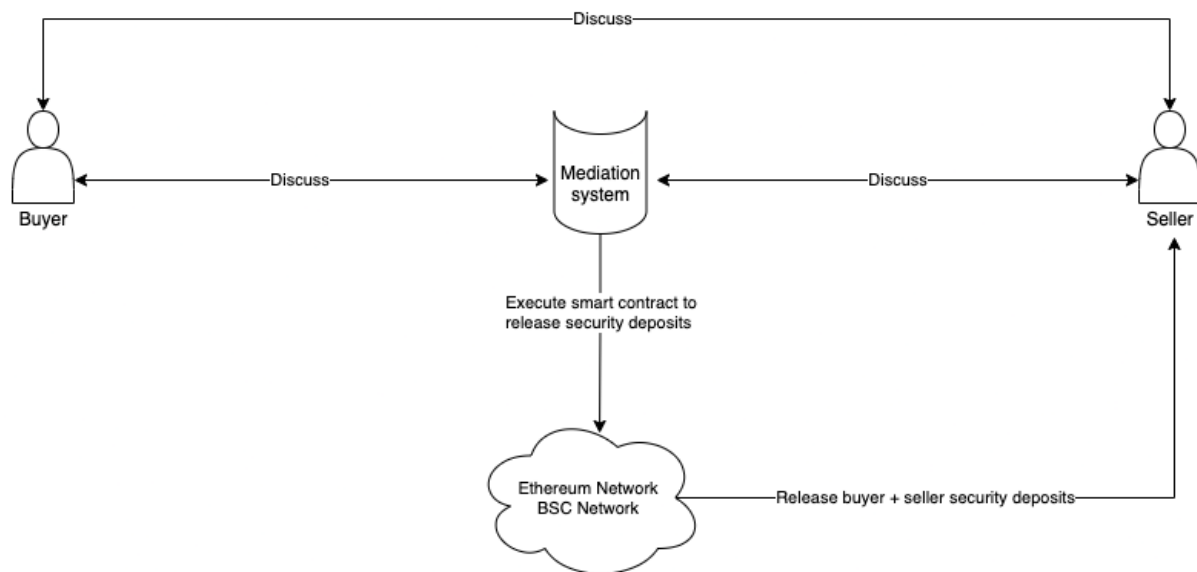 Discuss
Discuss
Mediation
system
Discuss
Buyer
Seller
Execute smart contract to
release security deposits
Ethereum Network
BSC Network
Release buyer + seller security deposits